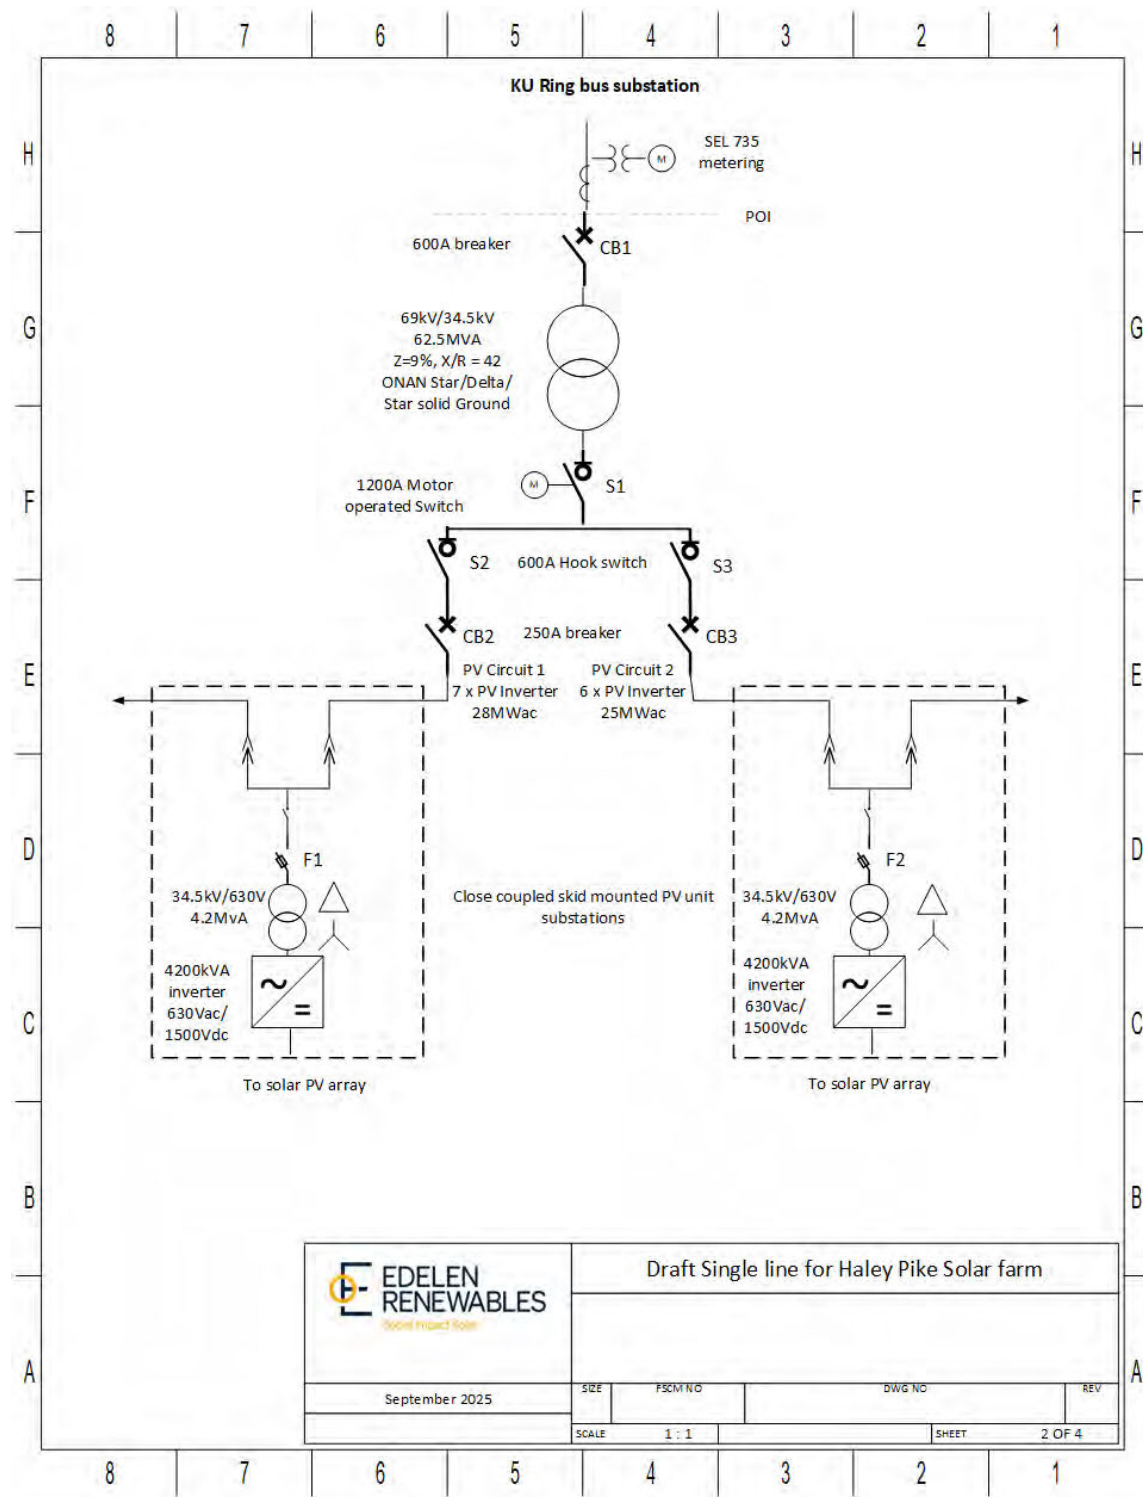 8 7 6 5 4 3 2 1
KU Ring bus substation
H
H
SEL 735
metering
M
POI
600A breaker
CB1
G
G
69kV/34.5kV
62.5MVA
Z=9%, X/R = 42
ONAN Star/Delta/
Star solid Ground
F
F
1200A Motor
operated Switch
M
S1
S2
600A Hook switch
S3
CB2
250A breaker
CB3
E
E
PV Circuit 1
7 x PV Inverter
28MWac
PV Circuit 2
6 x PV Inverter
25MWac
D
D
F1
F2
34.5kV/630V
4.2MvA
Close coupled skid mounted PV unit
substations
34.5kV/630V
4.2MvA
C
C
4200kVA
inverter
630Vac/
1500Vdc
4200kVA
inverter
630Vac/
1500Vdc
To solar PV array
To solar PV array
B
B
EDELEN
RENEWABLES
Social Impact Solar
Draft Single line for Haley Pike Solar farm
A
A
September 2025
SIZE
FSCM NO
DWG NO
REV
SCALE
1 : 1
SHEET
2 OF 4
8 7 6 5 4 3 2 1